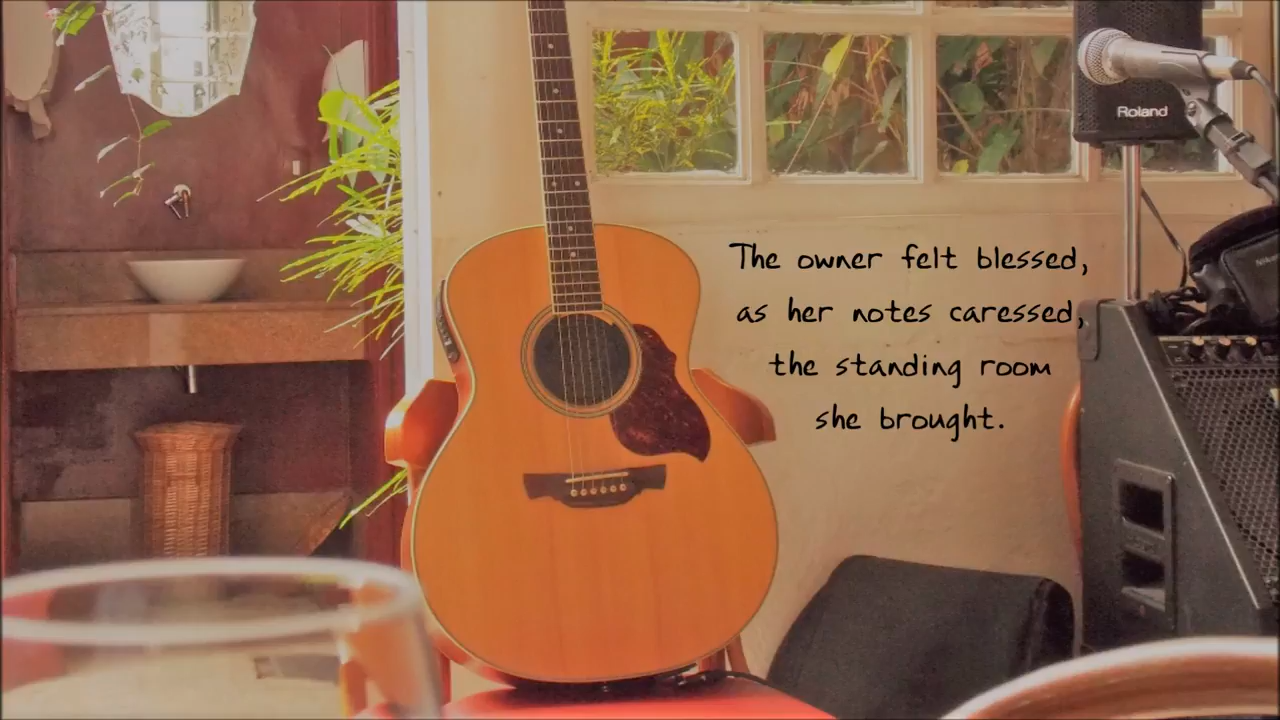 Roland
The owner felt blessed,
as her notes caressed,
the standing room
she brought.